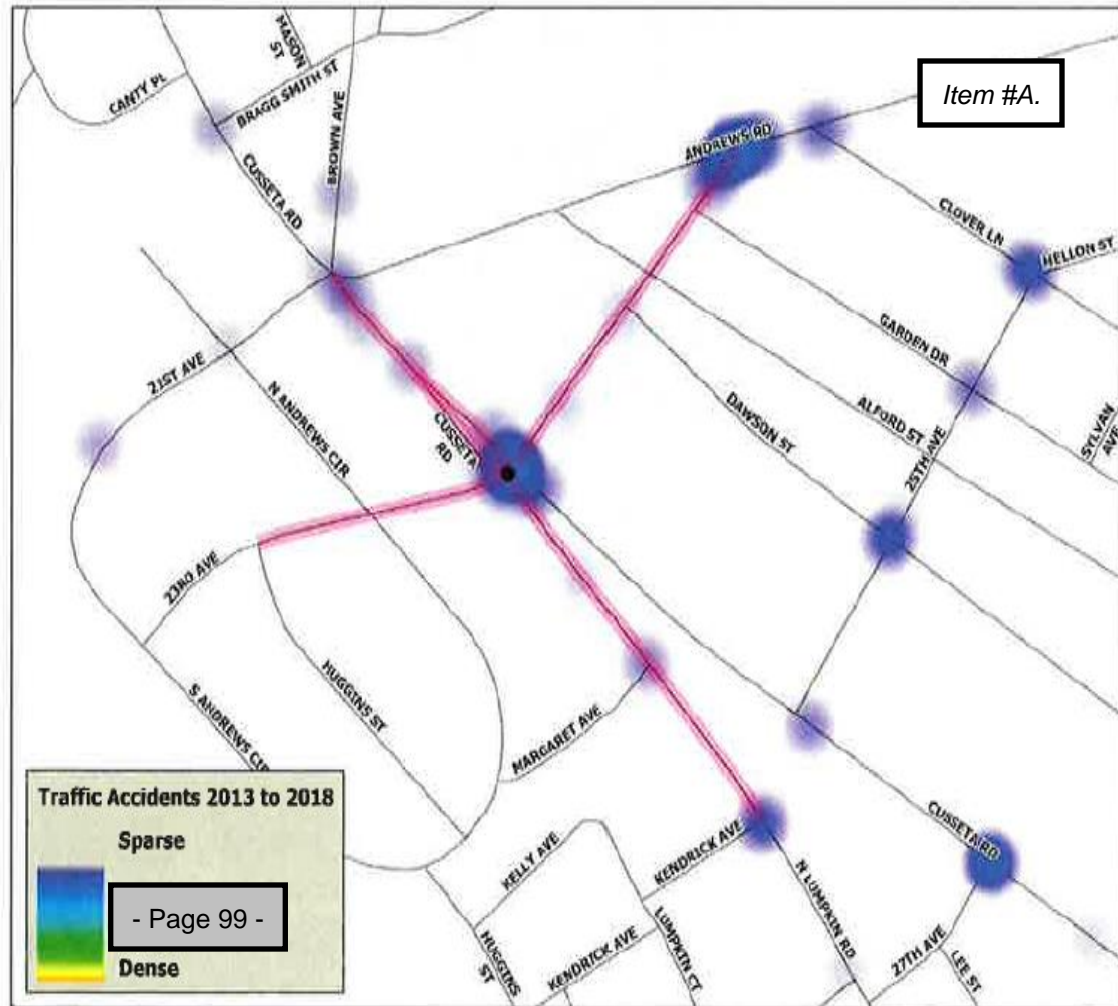 MASON
ST
CANTY PL
BRAGG SMITH ST
BROWN AVE
CUSSETA RD
Item #A.
ANDREWS RD
CLOVER LN
HELLON ST
21ST AVE
N ANDREWS CIR
GARDEN DR
ALFORD ST
SYLVAN
AVE
25TH AVE
DAWSON ST
CUSSETA
RD
23RD AVE
HUGGINS ST
S ANDREWS CIR
MARGARET AVE
Traffic Accidents 2013 to 2018
Sparse
- Page 99 -
Dense
KELLY AVE
KENDRICK AVE
CUSSETA RD
N LUMPKIN RD
LUMPKIN CT
KENDRICK AVE
HUGGINS
ST
27TH AVE
LEE ST